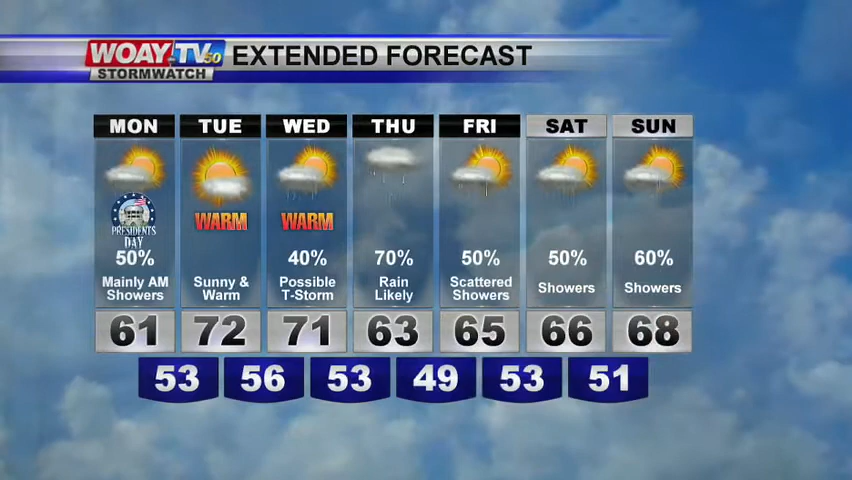 WOAY-TV 50
STORMWATCH
EXTENDED FORECAST
MON TUE WED THU FRI SAT SUN
PRESIDENTS
DAY
WARM WARM
50% 40% 70% 50% 50% 60%
Mainly AM
Showers
Sunny &
Warm
Possible
T-Storm
Rain
Likely
Scattered
Showers
Showers
Showers
61 72 71 63 65 66 68
53 56 53 49 53 51